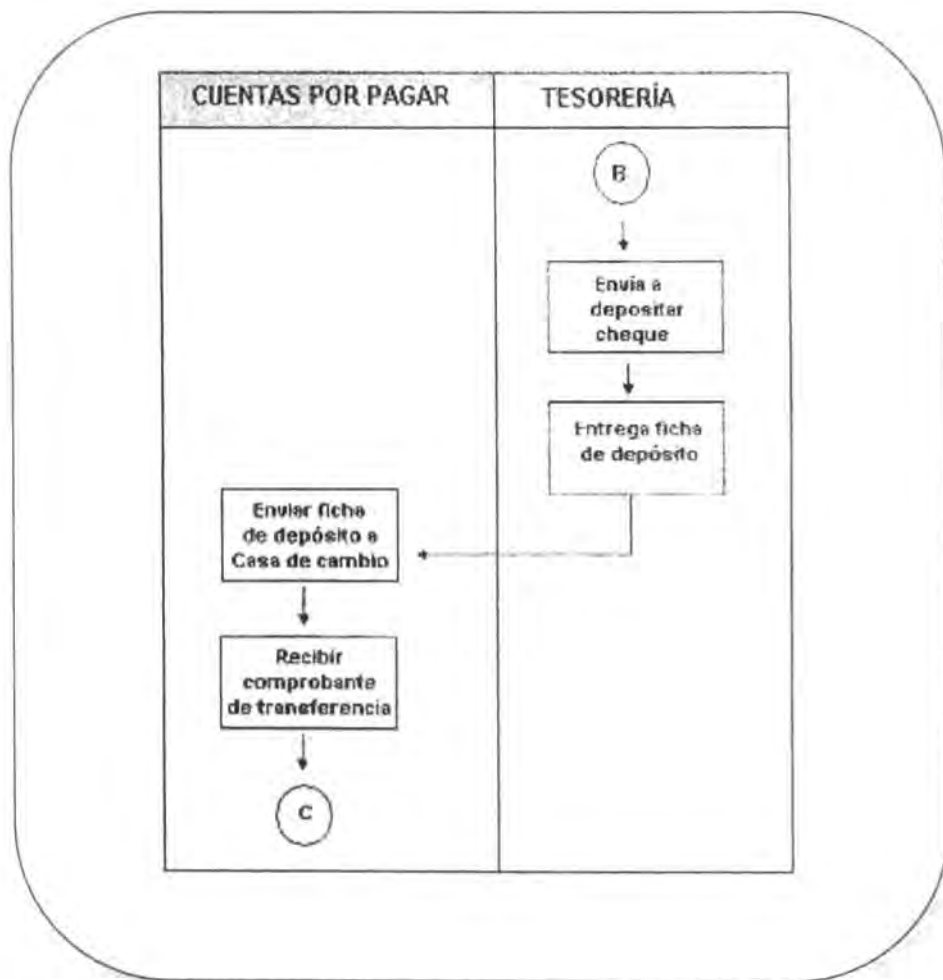 CUENTAS POR PAGAR
TESORERÍA
B
Envía a
depositar
cheque
Entrega ficha
de depósito
Enviar ficha
de depósito a
Casa de cambio
Recibir
comprobante
de transferencia
C